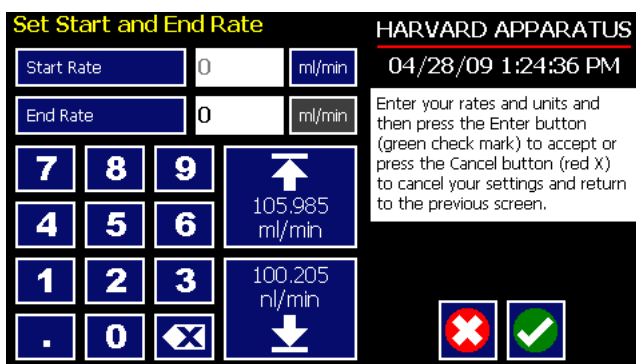 Set Start and End Rate
HARVARD APPARATUS
04/28/09 1:24:36 PM
Start Rate 0 ml/min
End Rate 0 ml/min
Enter your rates and units and
then press the Enter button
(green check mark) to accept or
press the Cancel button (red X)
to cancel your settings and return
to the previous screen.
7 8 9
4 5 6
1 2 3
. 0
105.985
ml/min
100.205
nl/min